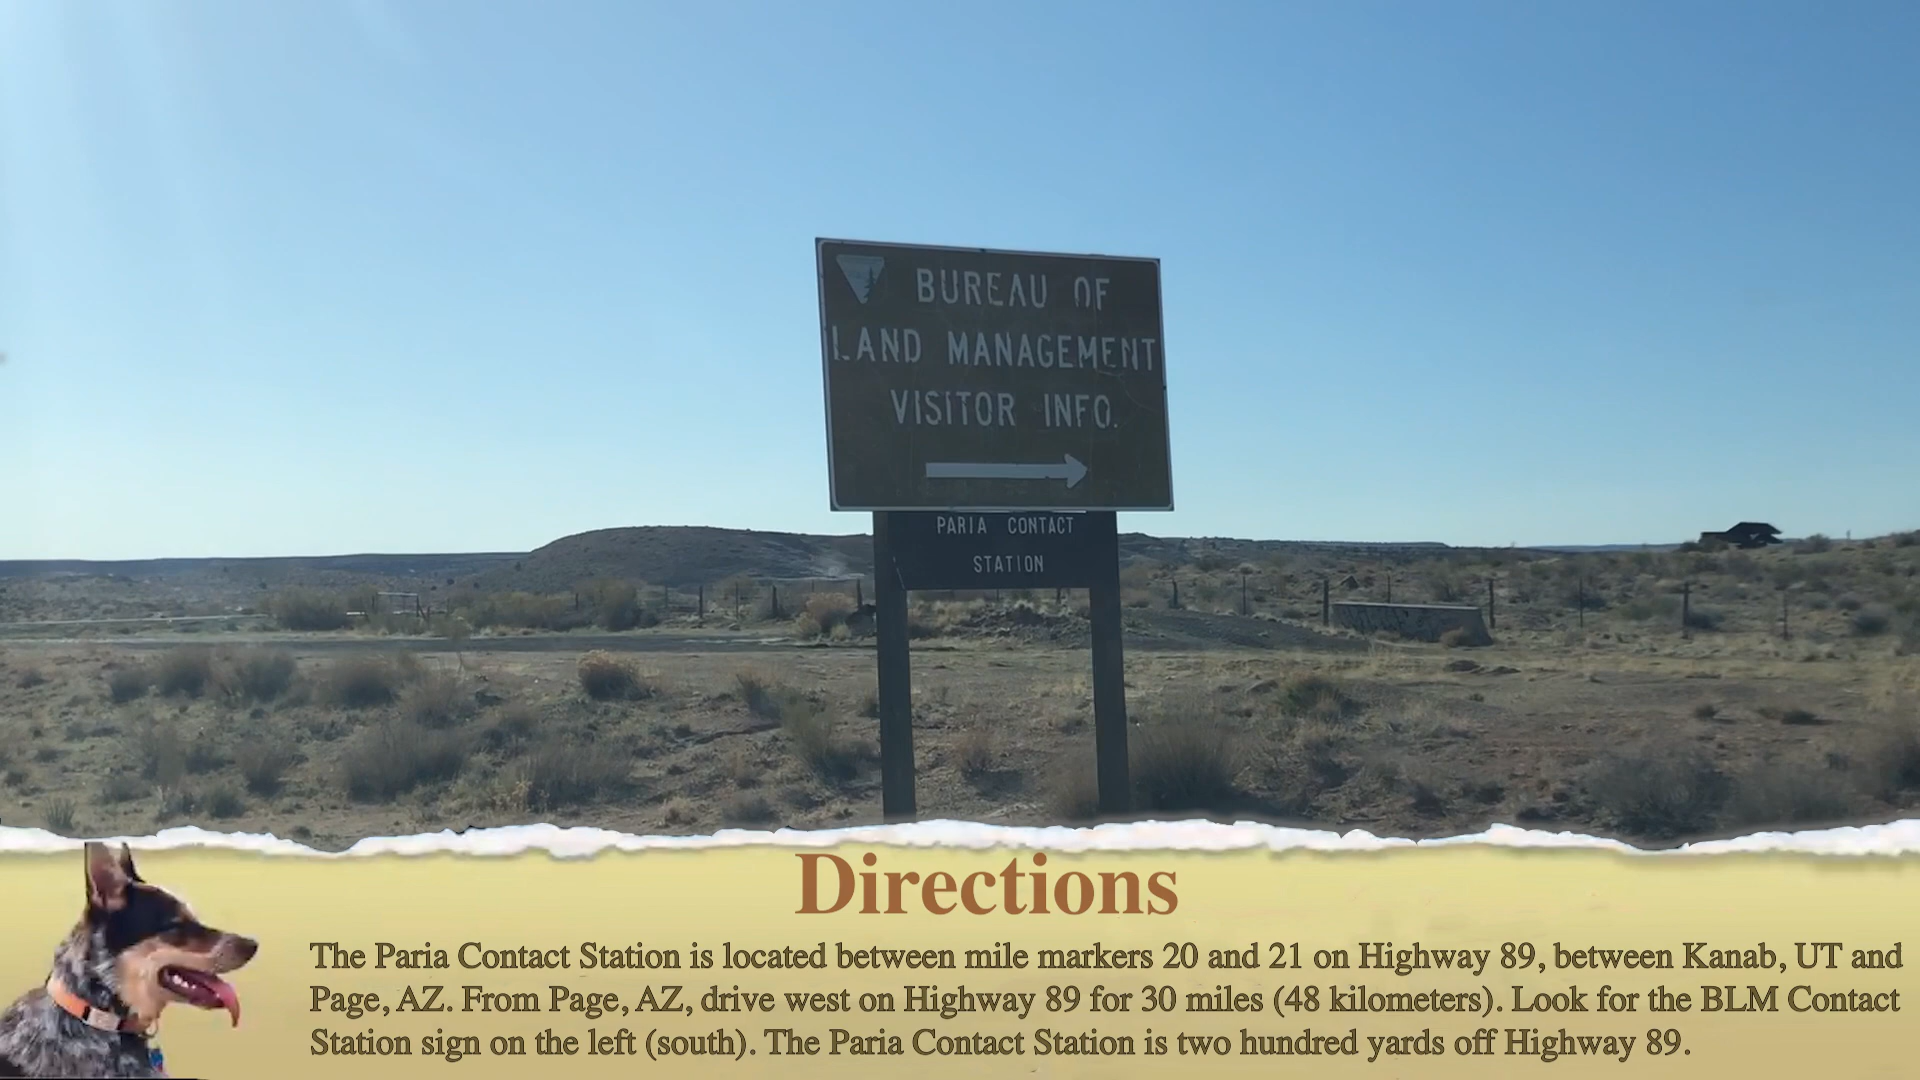 BUREAU OF
LAND MANAGEMENT
VISITOR INFO.
PARIA CONTACT
STATION
Directions
The Paria Contact Station is located between mile markers 20 and 21 on Highway 89, between Kanab, UT and
Page, AZ. From Page, AZ, drive west on Highway 89 for 30 miles (48 kilometers). Look for the BLM Contact
Station sign on the left (south). The Paria Contact Station is two hundred yards off Highway 89.